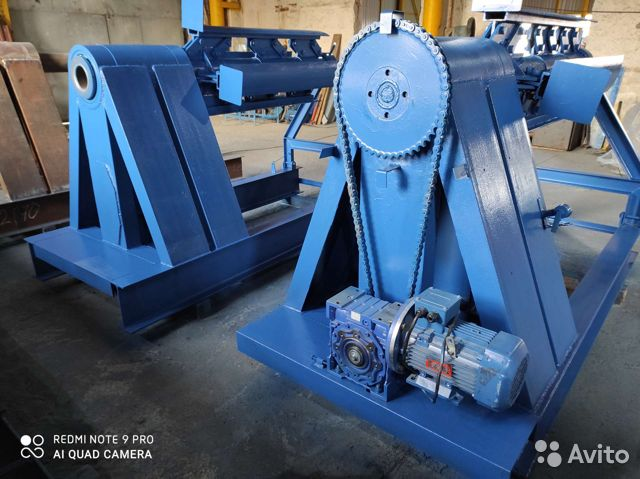 REDMI NOTE 9 PRO
AI QUAD CAMERA
Avito